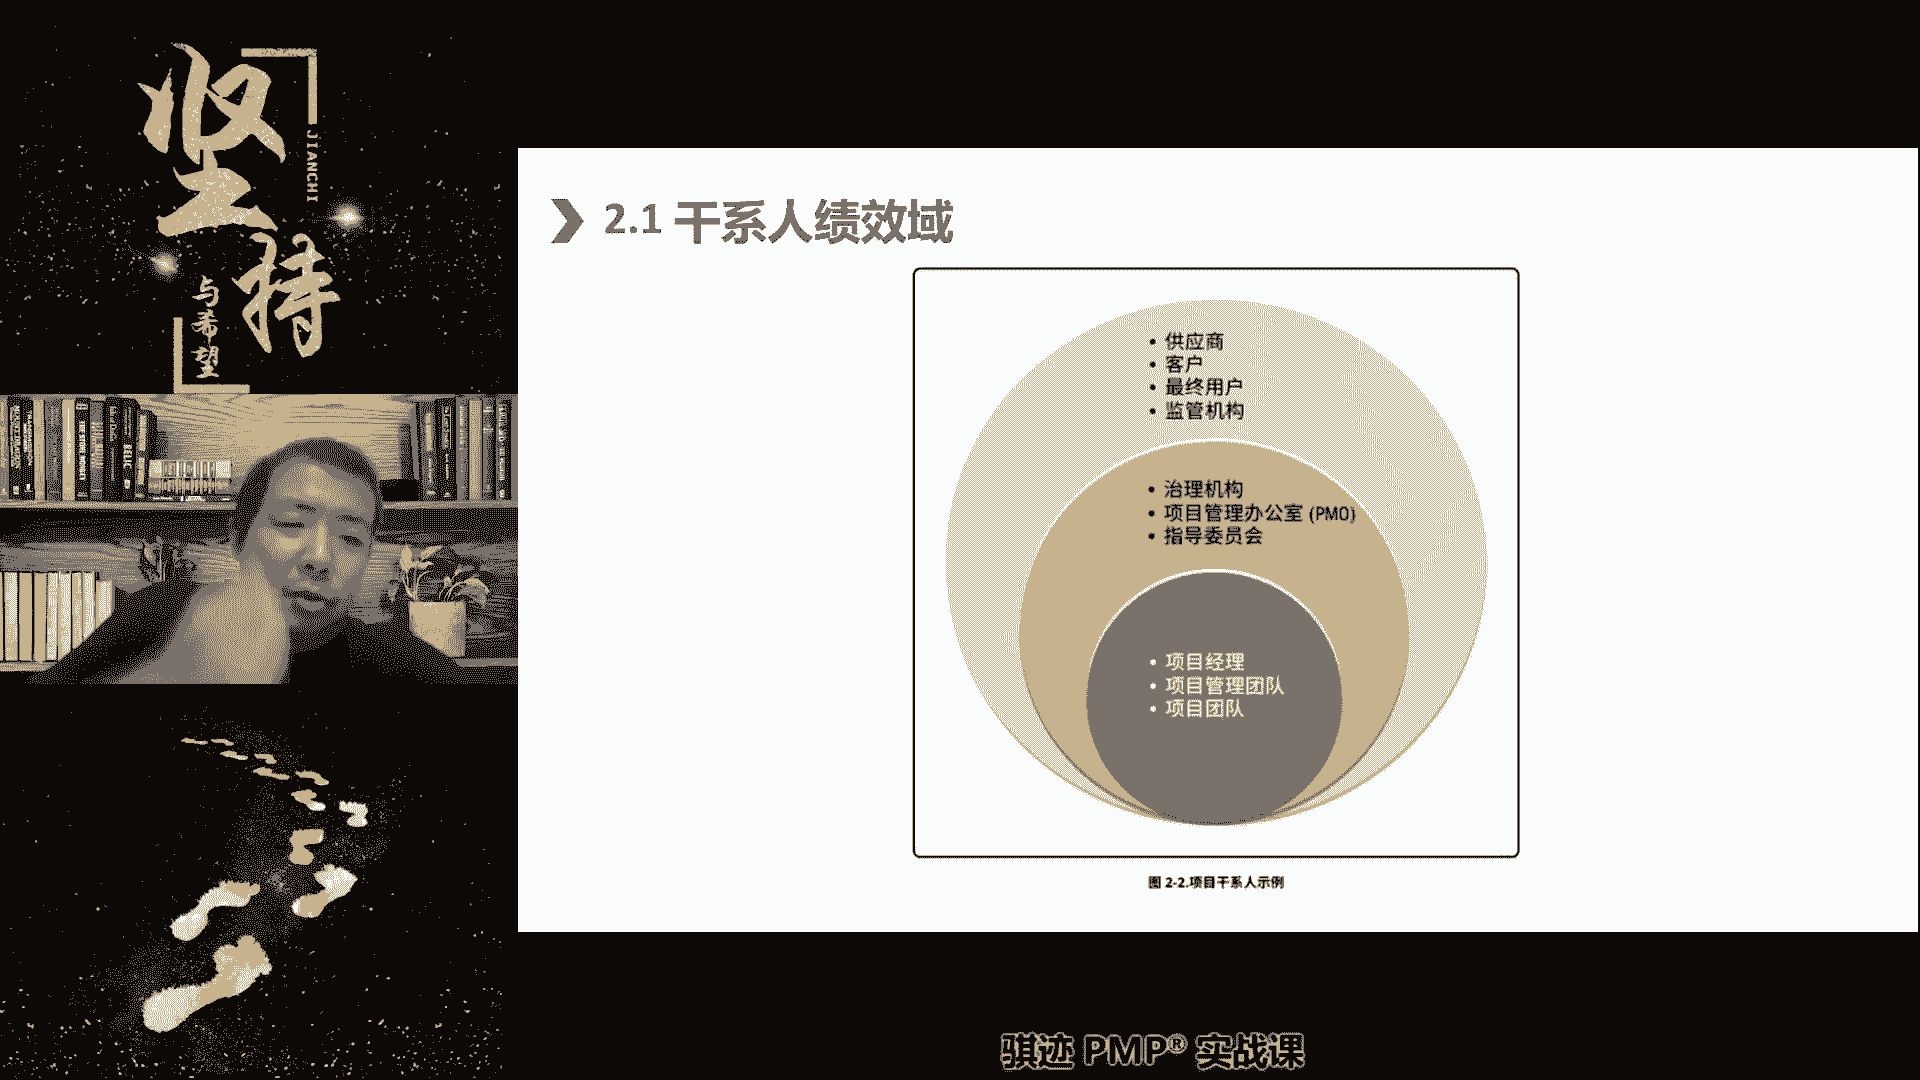 坚持
JIANCHI
与希望
2.1 干系人绩效域
• 供应商
• 客户
• 最终用户
• 监管机构
• 治理机构
• 项目管理办公室 (PMO)
• 指导委员会
• 项目经理
• 项目管理团队
• 项目团队
图 2-2.项目干系人示例
骐迹 PMP® 实战课